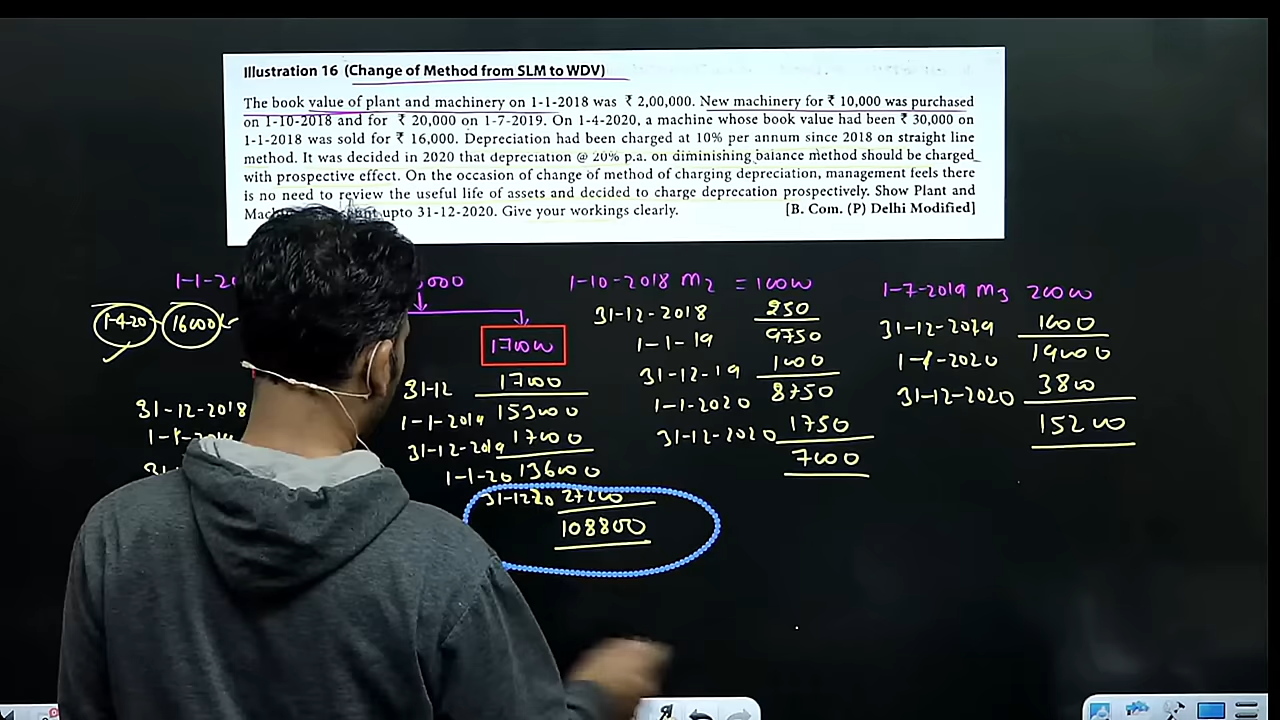 Illustration 16 (Change of Method from SLM to WDV)
The book value of plant and machinery on 1-1-2018 was ₹ 2,00,000. New machinery for ₹ 10,000 was purchased
on 1-10-2018 and for ₹ 20,000 on 1-7-2019. On 1-4-2020, a machine whose book value had been ₹ 30,000 on
1-1-2018 was sold for ₹ 16,000. Depreciation had been charged at 10% per annum since 2018 on straight line
method. It was decided in 2020 that depreciation @ 20% p.a. on diminishing balance method should be charged
with prospective effect. On the occasion of change of method of charging depreciation, management feels there
is no need to review the useful life of assets and decided to charge deprecation prospectively. Show Plant and
upto 31-12-2020. Give your workings clearly. [B. Com. (P) Delhi Modified]
1-4-20 16000
170000
31-12 17000
1-1-2019 153000
31-12-2019 17000
1-1-20 136000
31-12-20 27200
108800
31-12-2018
1-10-2018 M2 = 10000
31-12-2018 250
1-1-19 9750
31-12-19 1000
1-1-2020 8750
31-12-2020 1750
7000
1-7-2019 M3 20000
31-12-2019 1000
1-1-2020 19000
31-12-2020 3800
15200